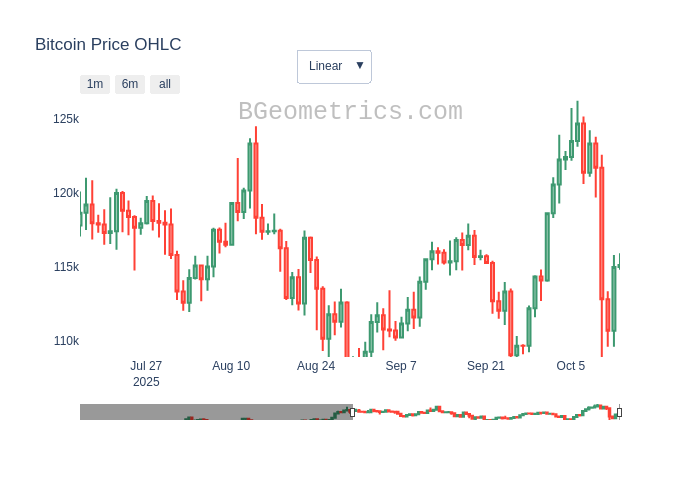 Bitcoin Price OHLC
Linear ▼
1m 6m all
BGeometrics.com
125k
120k
115k
110k
Jul 27 Aug 10 Aug 24 Sep 7 Sep 21 Oct 5
2025